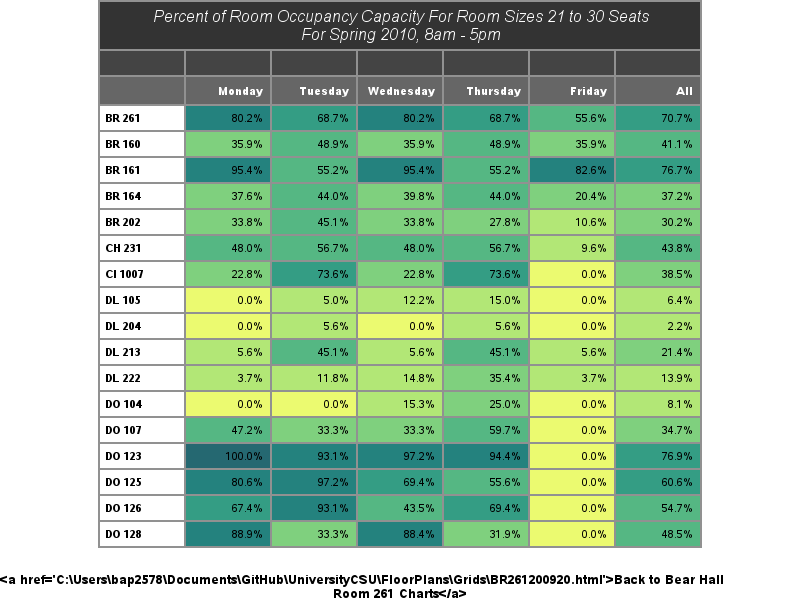 Percent of Room Occupancy Capacity For Room Sizes 21 to 30 Seats
For Spring 2010, 8am - 5pm
Monday Tuesday Wednesday Thursday Friday All
BR 261 80.2% 68.7% 80.2% 68.7% 55.6% 70.7%
BR 160 35.9% 48.9% 35.9% 48.9% 35.9% 41.1%
BR 161 95.4% 55.2% 95.4% 55.2% 82.6% 76.7%
BR 164 37.6% 44.0% 39.8% 44.0% 20.4% 37.2%
BR 202 33.8% 45.1% 33.8% 27.8% 10.6% 30.2%
CH 231 48.0% 56.7% 48.0% 56.7% 9.6% 43.8%
CI 1007 22.8% 73.6% 22.8% 73.6% 0.0% 38.5%
DL 105 0.0% 5.0% 12.2% 15.0% 0.0% 6.4%
DL 204 0.0% 5.6% 0.0% 5.6% 0.0% 2.2%
DL 213 5.6% 45.1% 5.6% 45.1% 5.6% 21.4%
DL 222 3.7% 11.8% 14.8% 35.4% 3.7% 13.9%
DO 104 0.0% 0.0% 15.3% 25.0% 0.0% 8.1%
DO 107 47.2% 33.3% 33.3% 59.7% 0.0% 34.7%
DO 123 100.0% 93.1% 97.2% 94.4% 0.0% 76.9%
DO 125 80.6% 97.2% 69.4% 55.6% 0.0% 60.6%
DO 126 67.4% 93.1% 43.5% 69.4% 0.0% 54.7%
DO 128 88.9% 33.3% 88.4% 31.9% 0.0% 48.5%
<a href='C:\Users\bap2578\Documents\GitHub\UniversityCSU\FloorPlans\Grids\BR261200920.html'>Back to Bear Hall
Room 261 Charts</a>